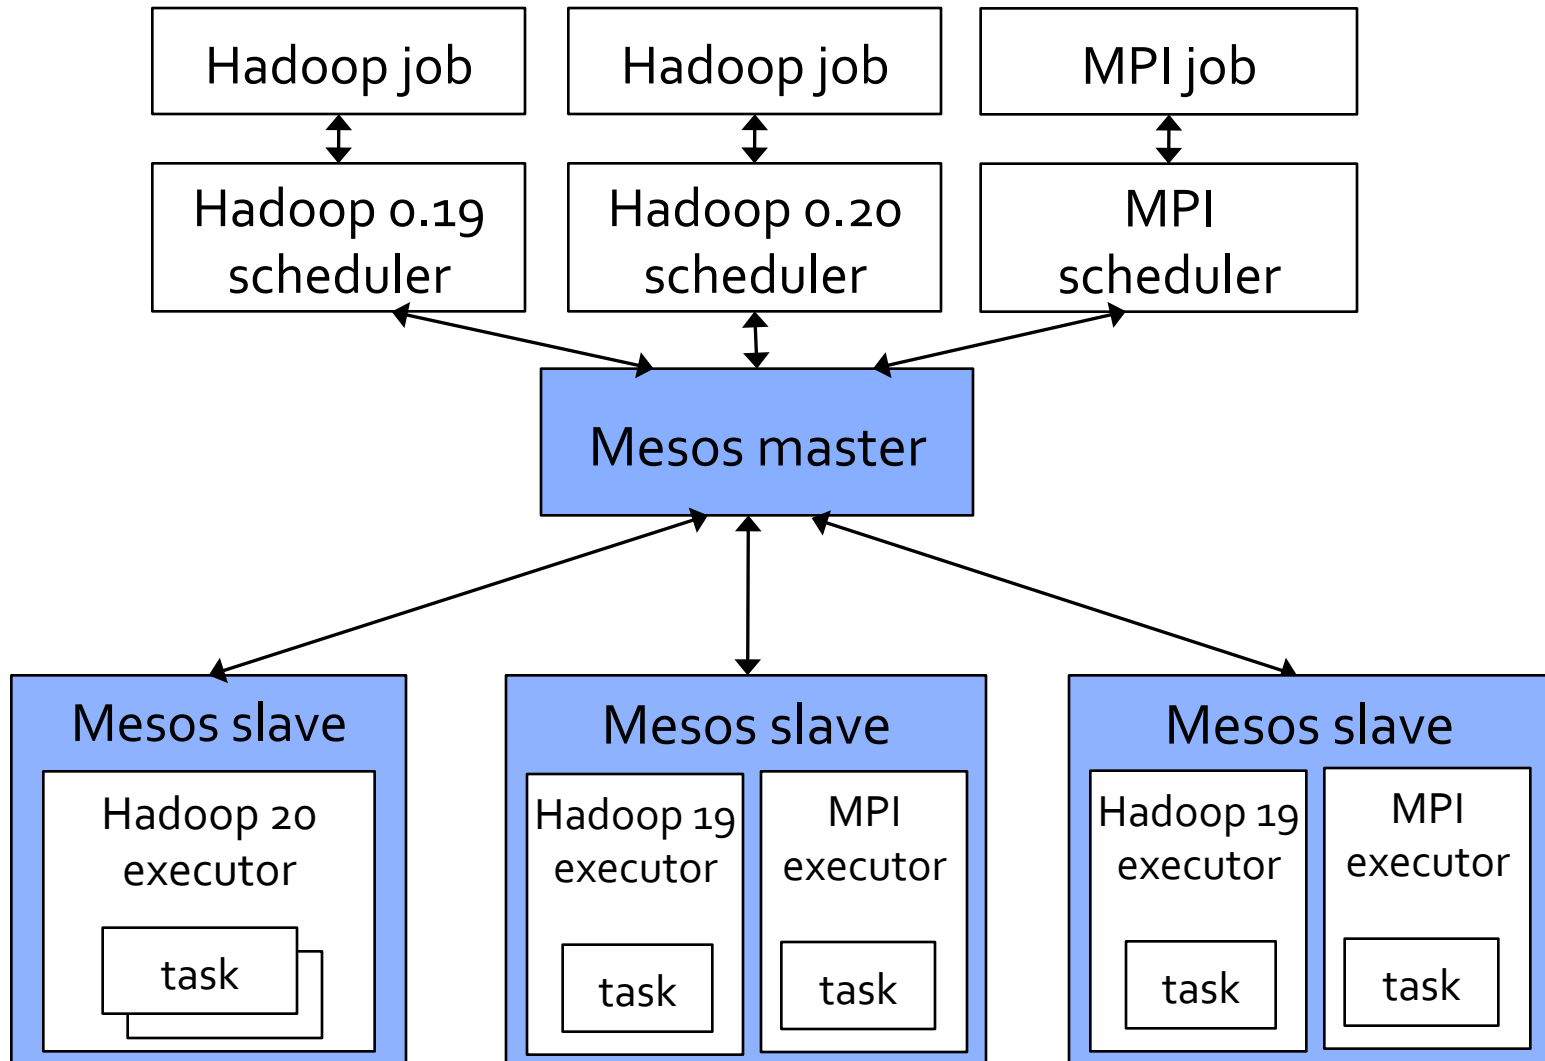 Hadoop job
Hadoop job
MPI job
Hadoop 0.19
scheduler
Hadoop 0.20
scheduler
MPI
scheduler
Mesos master
Mesos slave
Hadoop 20
executor
task
Mesos slave
Hadoop 19
executor
task
MPI
executor
task
Mesos slave
Hadoop 19
executor
task
MPI
executor
task